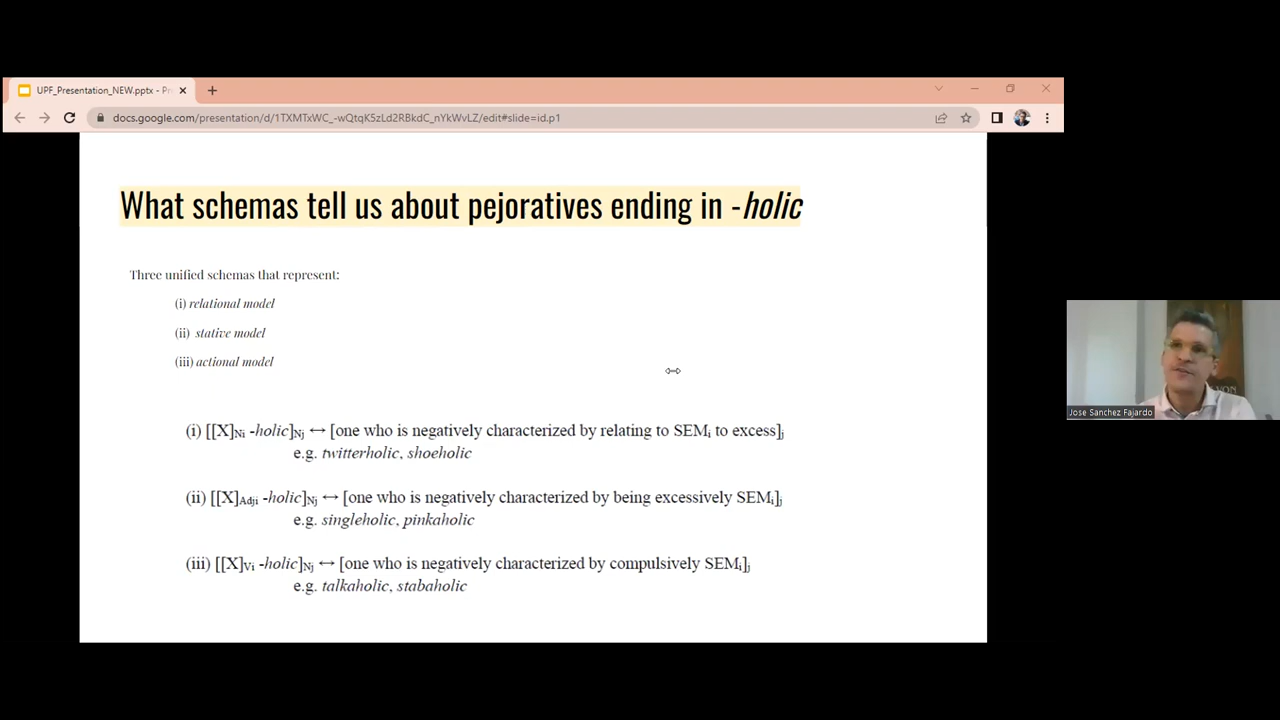 UPF_Presentation_NEW.pptx - Pr
docs.google.com/presentation/d/1TXMTxWC_-wQtqK5zLd2RBkdC_nYkWvLZ/edit#slide=id.p1
What schemas tell us about pejoratives ending in -holic
Three unified schemas that represent:
(i) relational model
(ii) stative model
(iii) actional model
(i) [[X]Ni -holic]Nj ↔ [one who is negatively characterized by relating to SEMi to excess]j
e.g. twitterholic, shoeholic
(ii) [[X]Adji -holic]Nj ↔ [one who is negatively characterized by being excessively SEMi]j
e.g. singleholic, pinkaholic
(iii) [[X]Vi -holic]Nj ↔ [one who is negatively characterized by compulsively SEMi]j
e.g. talkaholic, stabaholic
Jose Sanchez Fajardo